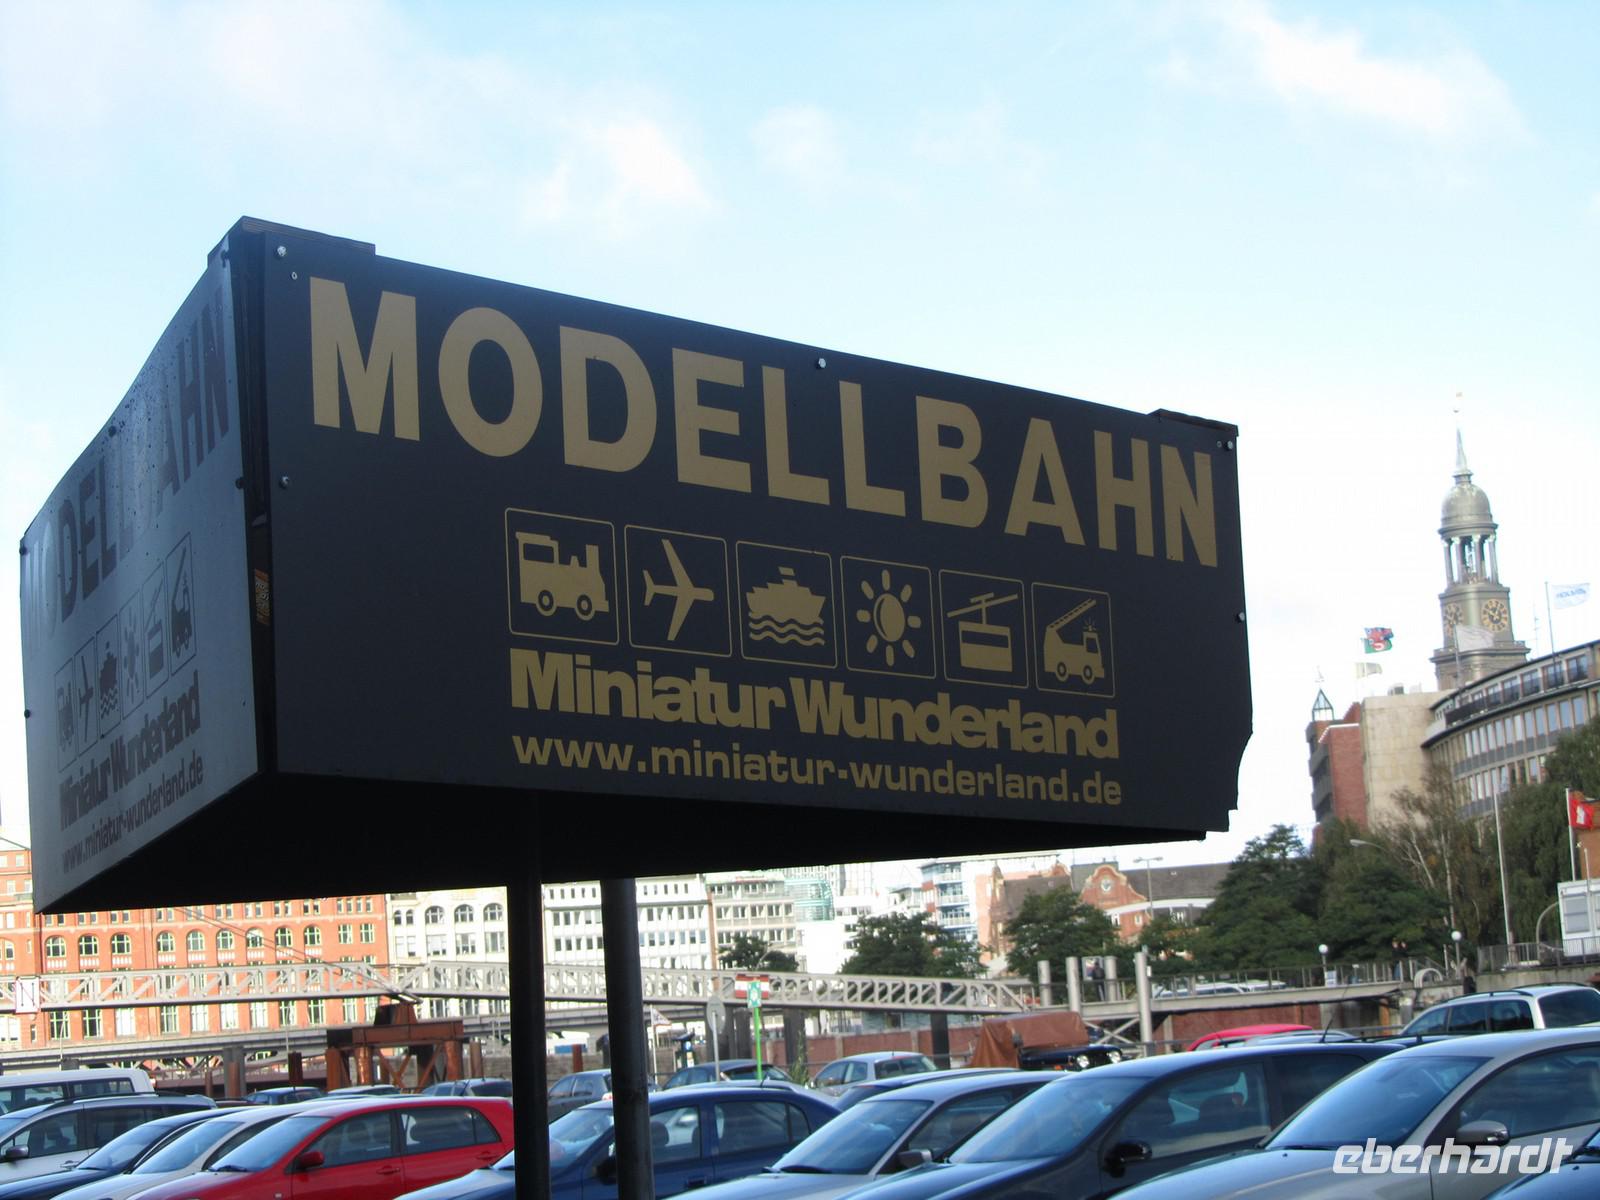 MODELLBAHN
Miniatur Wunderland
www.miniatur-wunderland.de
MODELLBAHN
Miniatur Wunderland
www.miniatur-wunderland.de
N
eberhardt